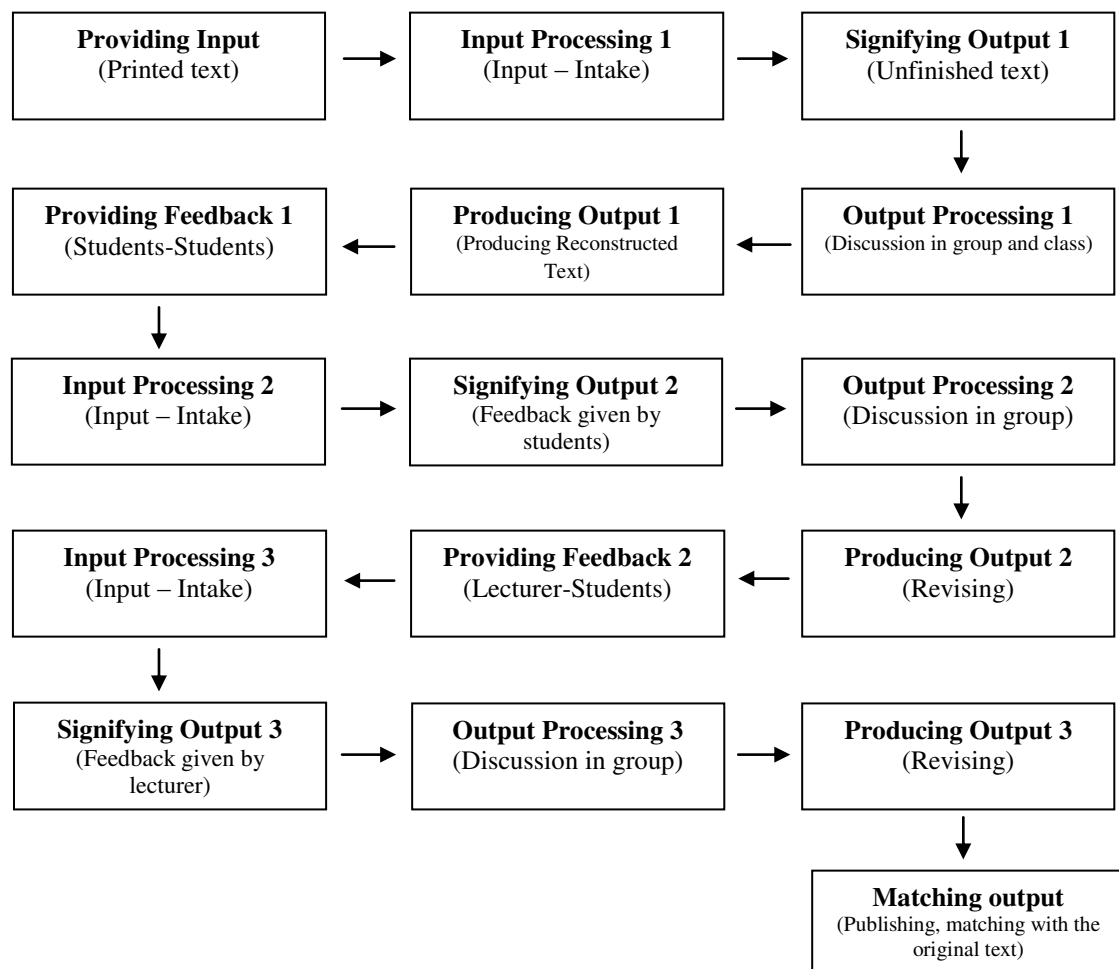 Providing Input
(Printed text)
Input Processing 1
(Input – Intake)
Signifying Output 1
(Unfinished text)
Providing Feedback 1
(Students-Students)
Producing Output 1
(Producing Reconstructed
Text)
Output Processing 1
(Discussion in group and class)
Input Processing 2
(Input – Intake)
Signifying Output 2
(Feedback given by
students)
Output Processing 2
(Discussion in group)
Input Processing 3
(Input – Intake)
Providing Feedback 2
(Lecturer-Students)
Producing Output 2
(Revising)
Signifying Output 3
(Feedback given by
lecturer)
Output Processing 3
(Discussion in group)
Producing Output 3
(Revising)
Matching output
(Publishing, matching with the
original text)